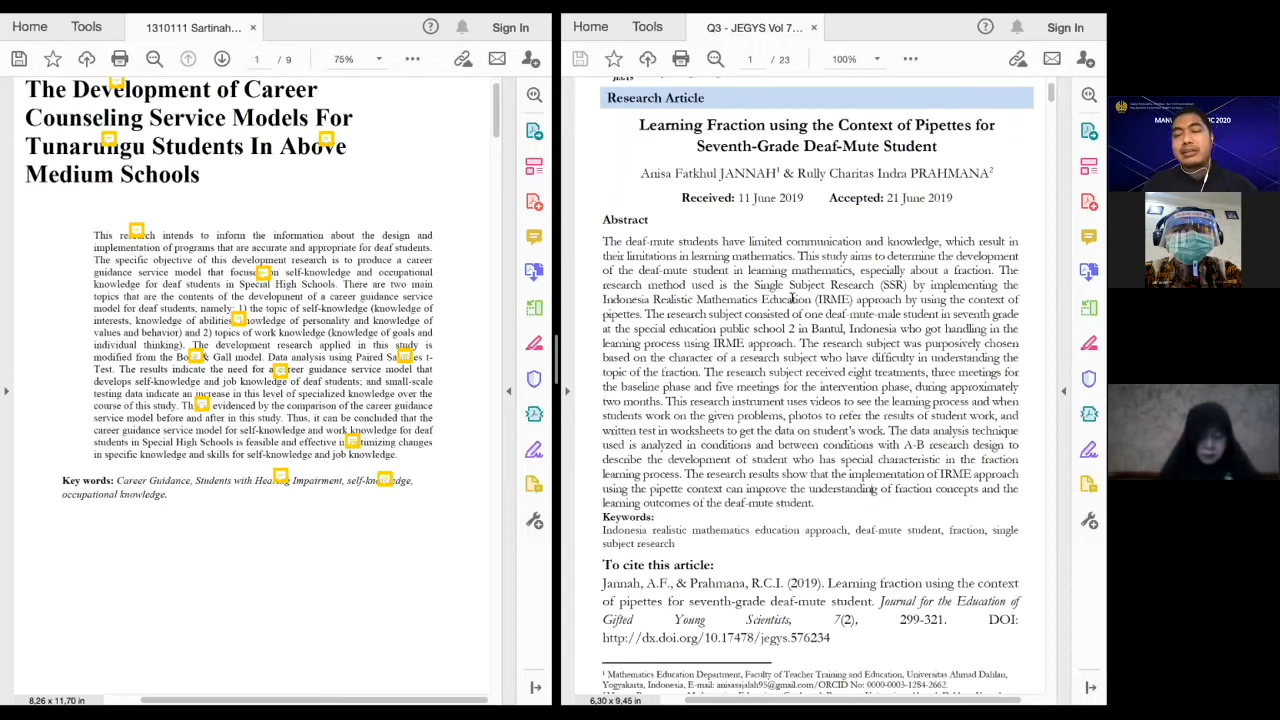 Home
Tools
1310111 Sartinah...
×
Sign In
1
/ 9
75%
The Development of Career
Counseling Service Models For
Tunarungu Students In Above
Medium Schools
This research intends to inform the information about the design and
implementation of programs that are accurate and appropriate for deaf students.
The specific objective of this development research is to produce a career
guidance service model that focuses on self-knowledge and occupational
knowledge for deaf students in Special High Schools. There are two main
topics that are the contents of the development of a career guidance service
model for deaf students, namely: 1) the topic of self-knowledge (knowledge of
interests, knowledge of abilities, knowledge of personality and knowledge of
values and behavior) and 2) topics of work knowledge (knowledge of goals and
individual thinking). The development research applied in this study is
modified from the & Gall model. Data analysis using Paired t-
Test. The results indicate the need for a career guidance service model that
develops self-knowledge and job knowledge of deaf students; and small-scale
testing data indicate an increase in this level of specialized knowledge over the
course of this study. evidenced by the comparison of the career guidance
service model before and after in this study. Thus, it can be concluded that the
career guidance service model for self-knowledge and work knowledge for deaf
students in Special High Schools is feasible and effective in optimizing changes
in specific knowledge and skills for self-knowledge and job knowledge.
Key words: Career Guidance, Students with Hearing Impairment, self-knowledge,
occupational knowledge.
8,26 x 11,70 in
Home
Tools
Q3 - JEGYS Vol 7...
×
Sign In
1
/ 23
100%
JEGYS
Research Article
Learning Fraction using the Context of Pipettes for
Seventh-Grade Deaf-Mute Student
Anisa Fatkhul JANNAH1 & Rully Charitas Indra PRAHMANA2
Received: 11 June 2019 Accepted: 21 June 2019
Abstract
The deaf-mute students have limited communication and knowledge, which result in
their limitations in learning mathematics. This study aims to determine the development
of the deaf-mute student in learning mathematics, especially about a fraction. The
research method used is the Single Subject Research (SSR) by implementing the
Indonesia Realistic Mathematics Education (IRME) approach by using the context of
pipettes. The research subject consisted of one deaf-mute-male student in seventh grade
at the special education public school 2 in Bantul, Indonesia who got handling in the
learning process using IRME approach. The research subject was purposively chosen
based on the character of a research subject who have difficulty in understanding the
topic of the fraction. The research subject received eight treatments, three meetings for
the baseline phase and five meetings for the intervention phase, during approximately
two months. This research instrument uses videos to see the learning process and when
students work on the given problems, photos to refer the results of student work, and
written test in worksheets to get the data on student's work. The data analysis technique
used is analyzed in conditions and between conditions with A-B research design to
describe the development of student who has special characteristic in the fraction
learning process. The research results show that the implementation of IRME approach
using the pipette context can improve the understanding of fraction concepts and the
learning outcomes of the deaf-mute student.
Keywords:
Indonesia realistic mathematics education approach, deaf-mute student, fraction, single
subject research
To cite this article:
Jannah, A.F., & Prahmana, R.C.I. (2019). Learning fraction using the context
of pipettes for seventh-grade deaf-mute student. Journal for the Education of
Gifted Young Scientists, 7(2), 299-321. DOI:
http://dx.doi.org/10.17478/jegys.576234
1 Mathematics Education Department, Faculty of Teacher Training and Education, Universitas Ahmad Dahlan,
Yogyakarta, Indonesia, E-mail: anisasajalah95@gmail.com/ORCID No: 0000-0003-1284-2662.
6,30 x 9,45 in
2020